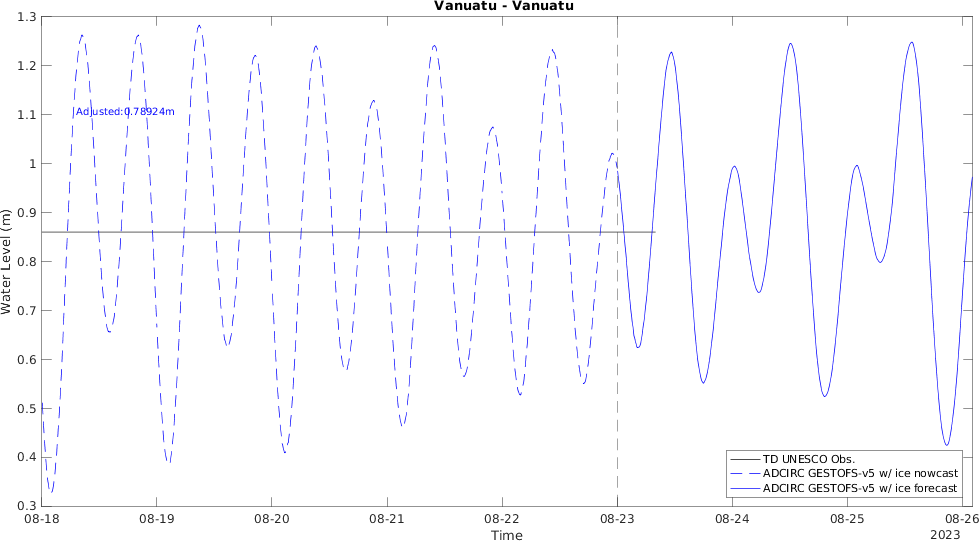 Vanuatu - Vanuatu
1.3
1.2
1.1
1
0.9
0.8
0.7
0.6
0.5
0.4
0.3
Water Level (m)
Adjusted:0.78924m
TD UNESCO Obs.
ADCIRC GESTOFS-v5 w/ ice nowcast
ADCIRC GESTOFS-v5 w/ ice forecast
08-18 08-19 08-20 08-21 08-22 08-23 08-24 08-25 08-26
Time
2023